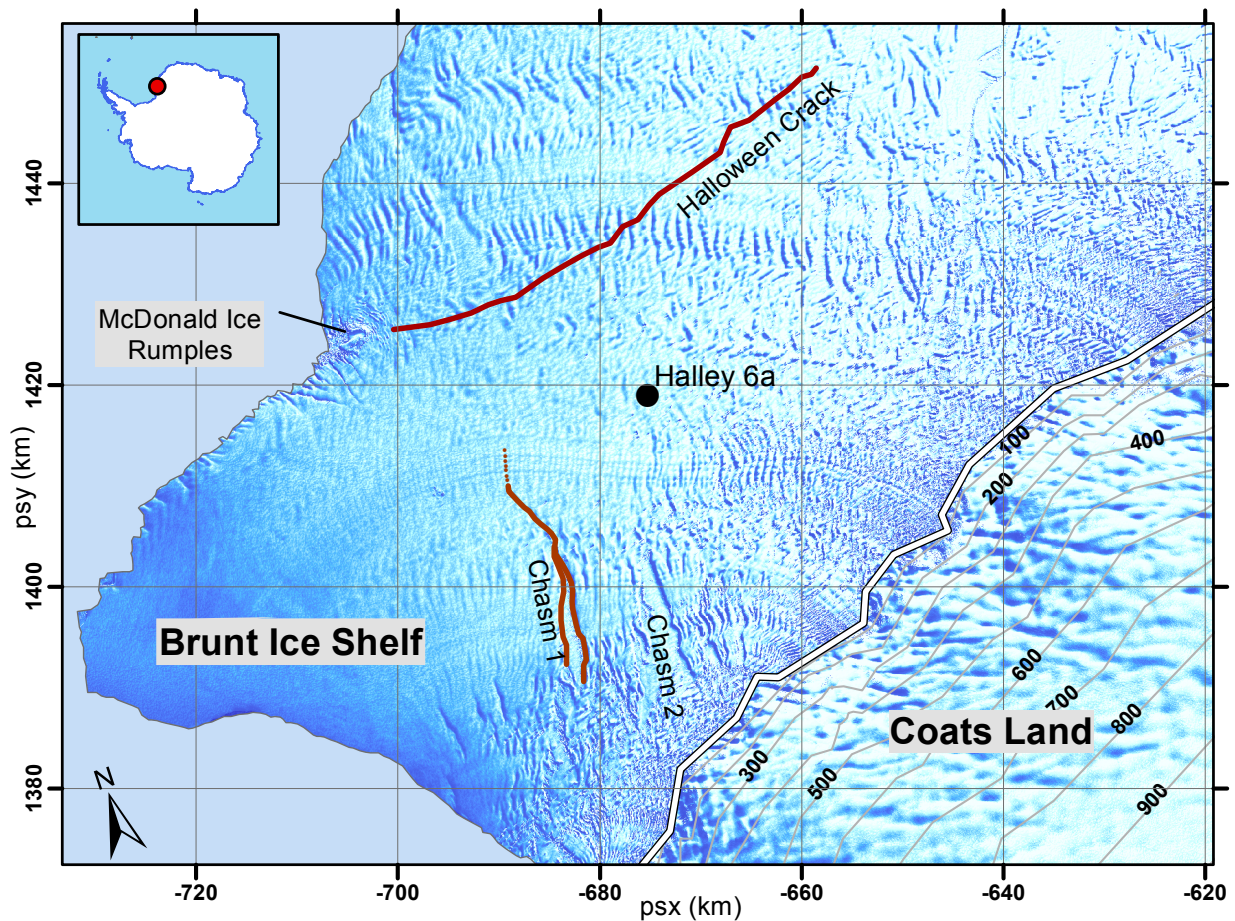 Halloween Crack
1440
McDonald Ice
Rumples
Halley 6a
1420
psy (km)
100
400
200
Chasm 1
1400
Chasm 2
Brunt Ice Shelf
600
700
800
Coats Land
300
500
900
1380
N
-720
-700
-680
-660
-640
-620
psx (km)